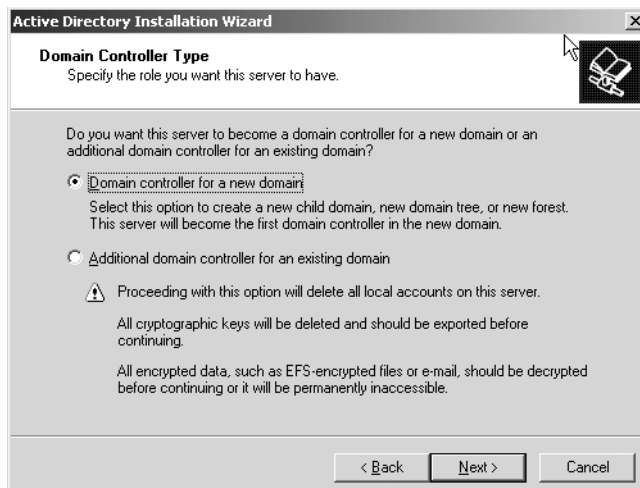 Active Directory Installation Wizard
Domain Controller Type
Specify the role you want this server to have.
Do you want this server to become a domain controller for a new domain or an
additional domain controller for an existing domain?
Domain controller for a new domain
Select this option to create a new child domain, new domain tree, or new forest.
This server will become the first domain controller in the new domain.
Additional domain controller for an existing domain
Proceeding with this option will delete all local accounts on this server.
All cryptographic keys will be deleted and should be exported before
continuing.
All encrypted data, such as EFS-encrypted files or e-mail, should be decrypted
before continuing or it will be permanently inaccessible.
< Back Next > Cancel